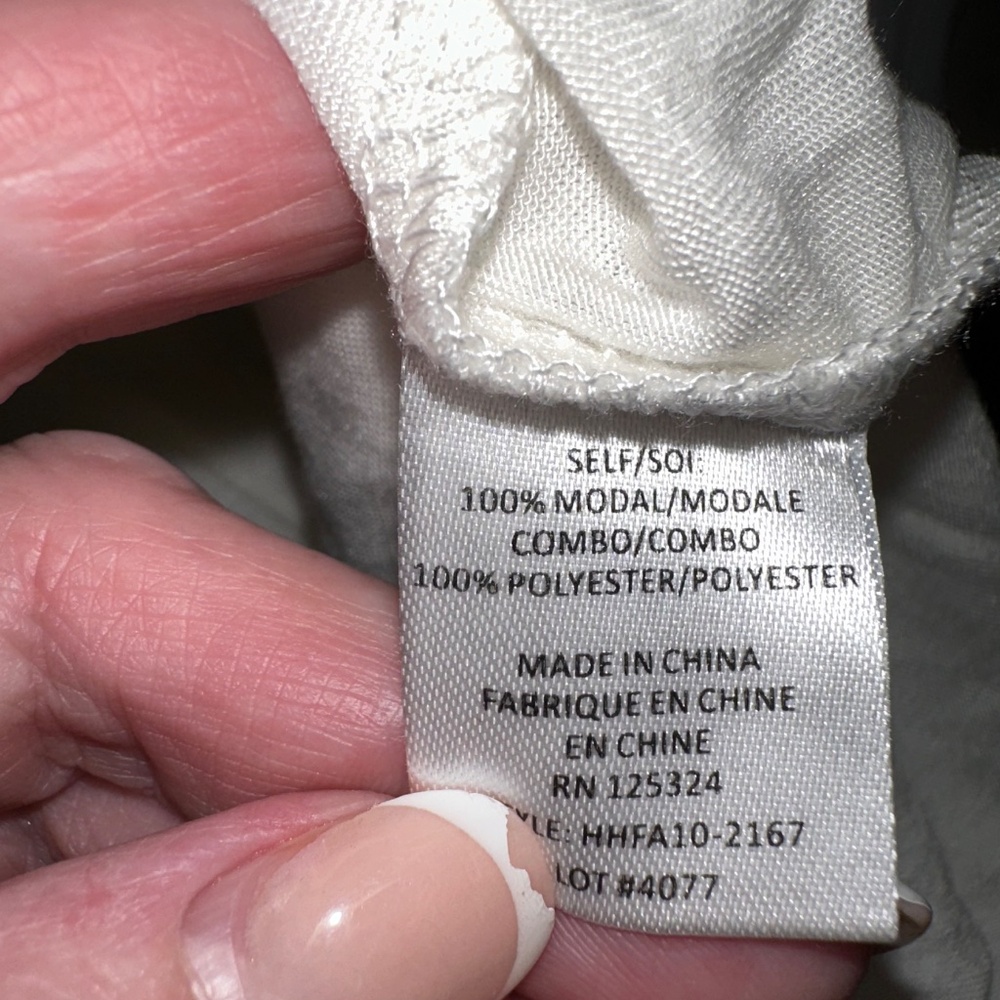 SELF/SOI:
100% MODAL/MODALE
COMBO/COMBO
100% POLYESTER/POLYESTER
MADE IN CHINA
FABRIQUE EN CHINE
EN CHINE
RN 125324
YLE: HHFA10-2167
LOT #4077